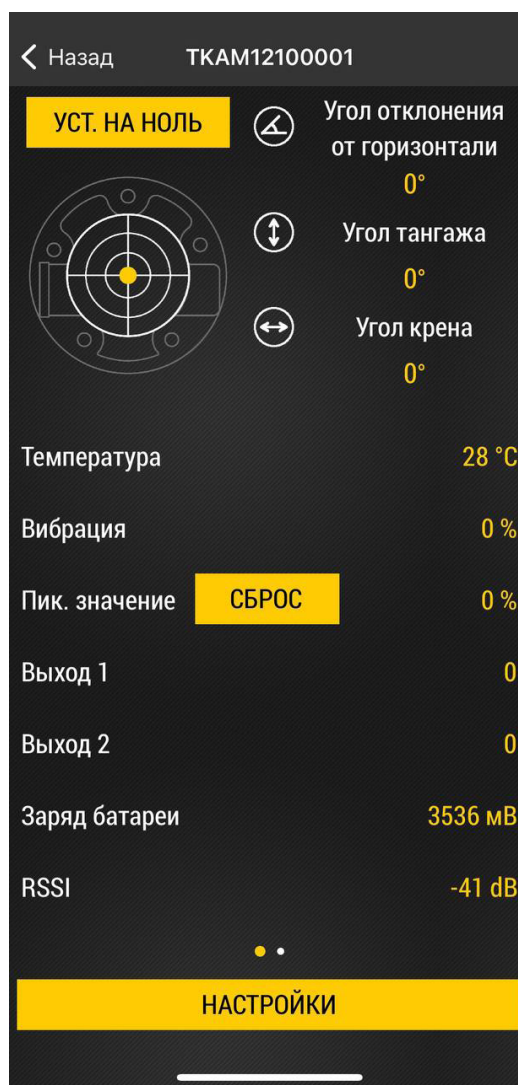 Назад TKAM12100001
УСТ. НА НОЛЬ
Угол отклонения
от горизонтали
0°
Угол тангажа
0°
Угол крена
0°
Температура 28 °C
Вибрация 0 %
Пик. значение СБРОС 0 %
Выход 1 0
Выход 2 0
Заряд батареи 3536 мВ
RSSI -41 dB
НАСТРОЙКИ